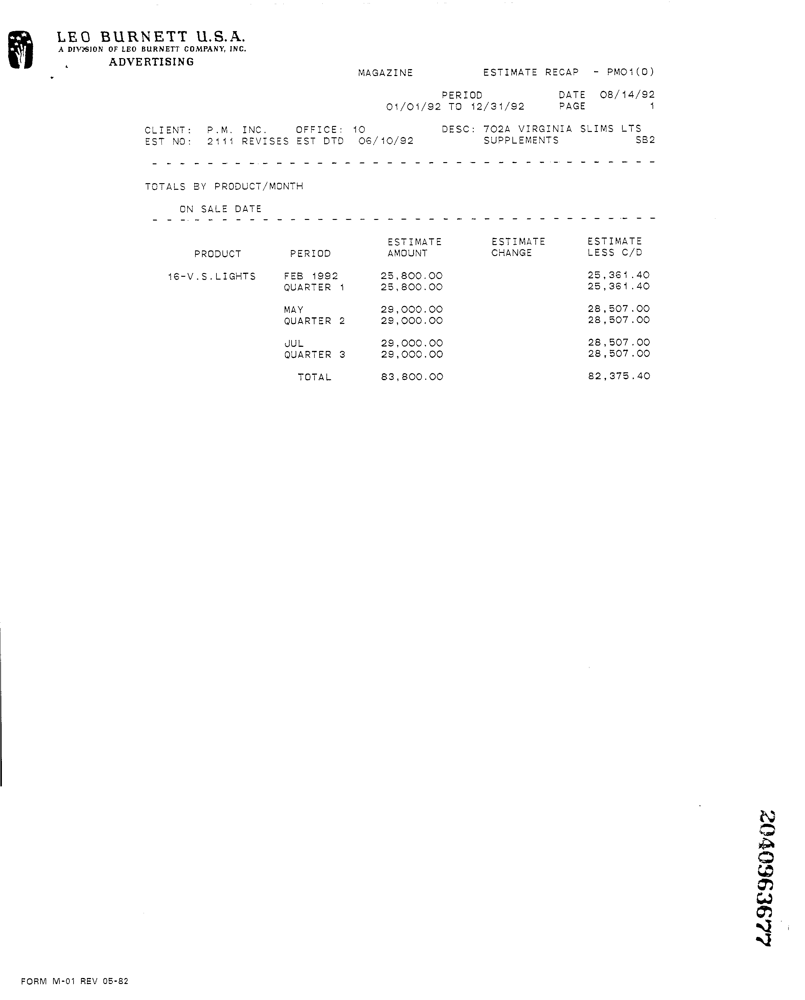 LEO BURNETT U.S.A.
A DIVISION OF LEO BURNETT COMPANY, INC.
ADVERTISING
MAGAZINE ESTIMATE RECAP - PM01(0)
PERIOD DATE 08/14/92
01/01/92 TO 12/31/92 PAGE 1
CLIENT: P.M. INC. OFFICE: 10 DESC: 702A VIRGINIA SLIMS LTS
EST NO: 2111 REVISES EST DTD 06/10/92 SUPPLEMENTS SB2
- - - - - - - - - - - - - - - - - - - - - - - - - - - - - - - - - - - - -
TOTALS BY PRODUCT/MONTH
ON SALE DATE
- - - - - - - - - - - - - - - - - - - - - - - - - - - - - - - - - - - - -
ESTIMATE ESTIMATE ESTIMATE
PRODUCT PERIOD AMOUNT CHANGE LESS C/D
16-V.S.LIGHTS FEB 1992 25,800.00 25,361.40
QUARTER 1 25,800.00 25,361.40
MAY 29,000.00 28,507.00
QUARTER 2 29,000.00 28,507.00
JUL 29,000.00 28,507.00
QUARTER 3 29,000.00 28,507.00
TOTAL 83,800.00 82,375.40
2040963677
FORM M-01 REV 05-82